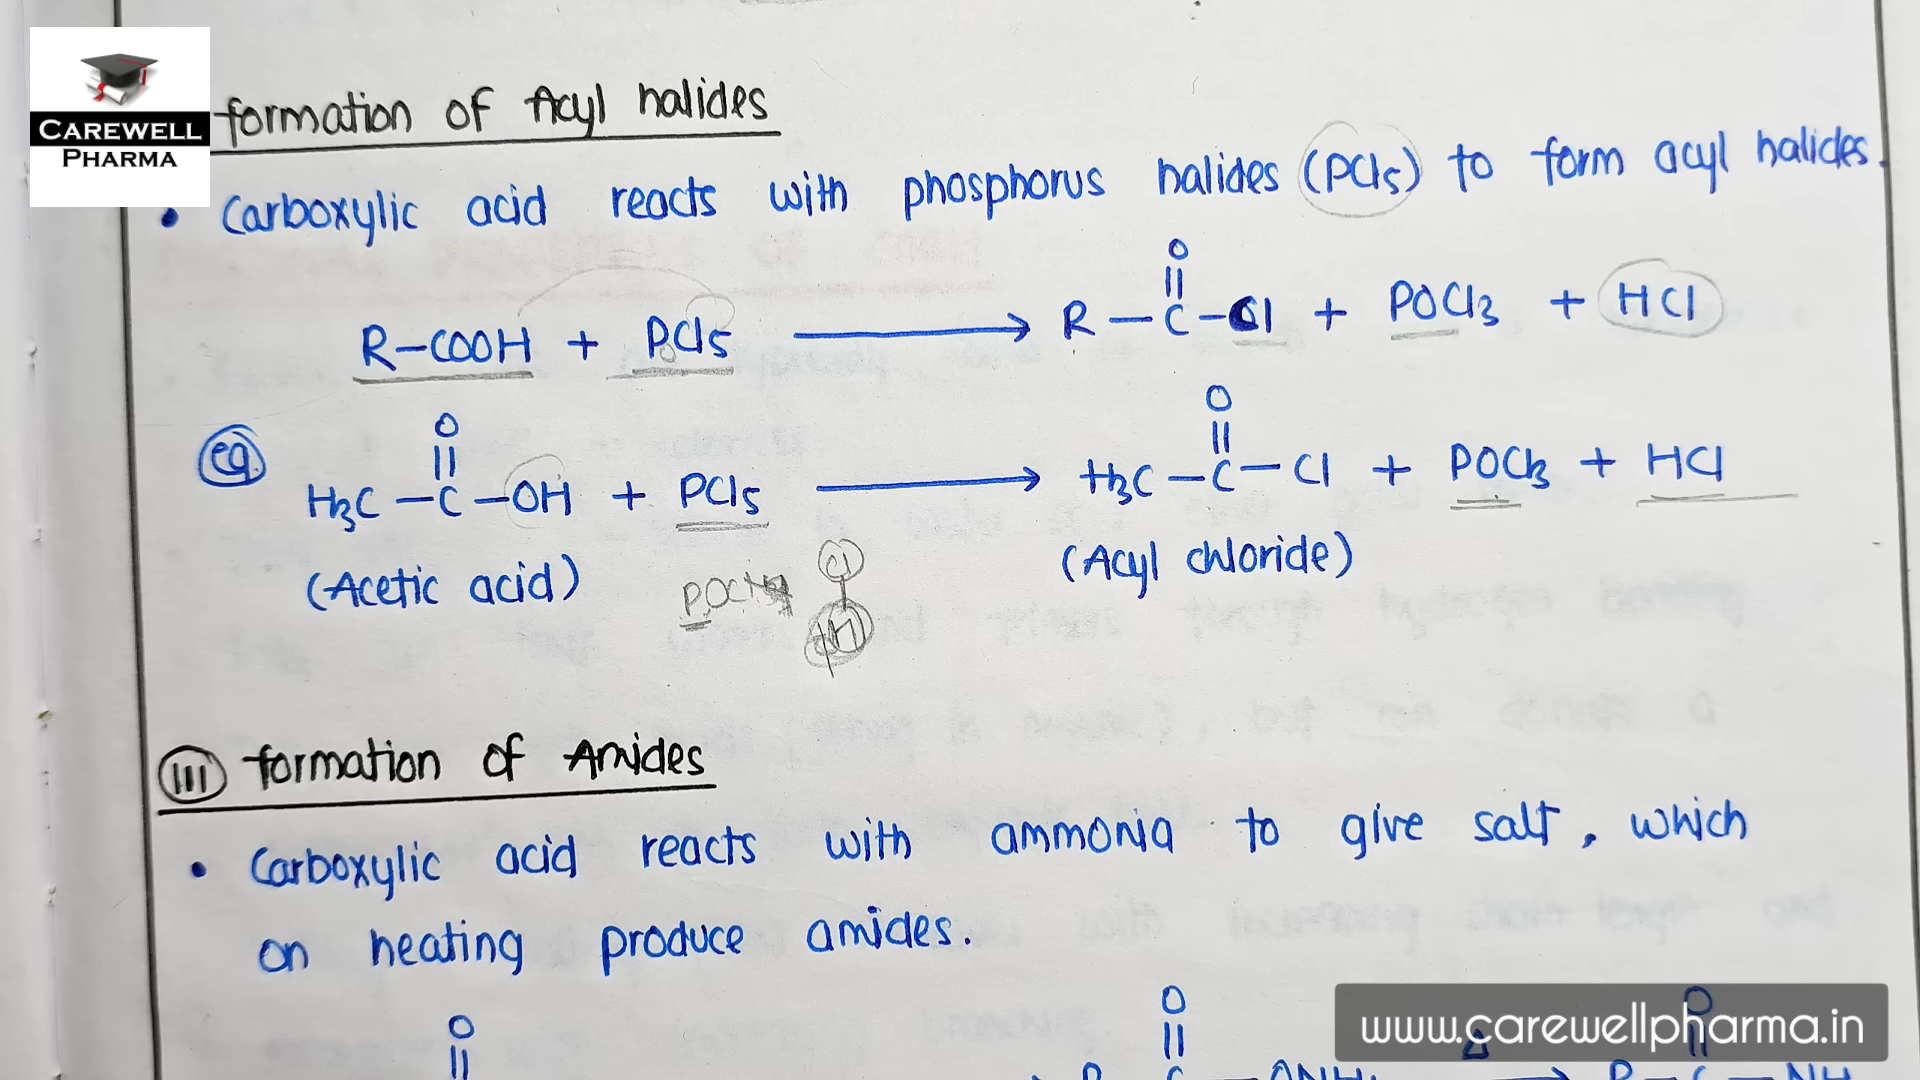 CAREWELL
PHARMA
formation of Acyl halides
• Carboxylic acid reacts with phosphorus halides (PCl5) to form acyl halides.
O
||
R–COOH + PCl5 ⟶ R – C – Cl + POCl3 + HCl
eg.
O O
|| ||
H3C – C – OH + PCl5 ⟶ H3C – C – Cl + POCl3 + HCl
(Acetic acid) (Acyl chloride)
POCl
Cl
H
III formation of Amides
• Carboxylic acid reacts with ammonia to give salt, which
on heating produce amides.
O O O
|| || ||
www.carewellpharma.in